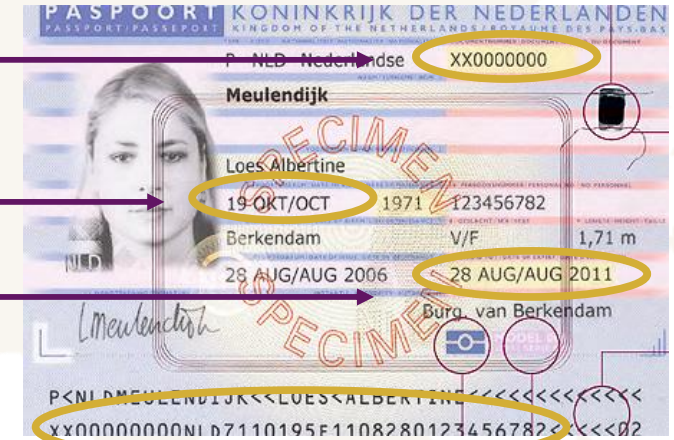 PASPOORT KONINKRIJK DER NEDERLANDEN
PASSPORT/PASSEPORT KINGDOM OF THE NETHERLANDS/ROYAUME DES PAYS-BAS
P NLD Nederlandse XX0000000
Meulendijk
Loes Albertine
19 OKT/OCT 1971 123456782
Berkendam V/F 1,71 m
NLD
28 AUG/AUG 2006 28 AUG/AUG 2011
Burg. van Berkendam
SPECIMEN
SPECIMEN
P<NLDMEULENDIJK<<LOES<ALBERTINE<<<<<<<<<<<<
XX00000000NLD7110195F1108280123456782<<<<<02